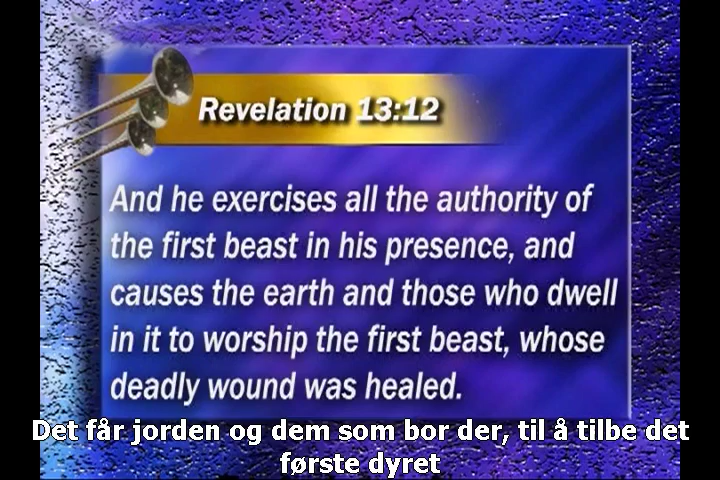 Revelation 13:12
And he exercises all the authority of
the first beast in his presence, and
causes the earth and those who dwell
in it to worship the first beast, whose
deadly wound was healed.
Det får jorden og dem som bor der, til å tilbe det
første dyret